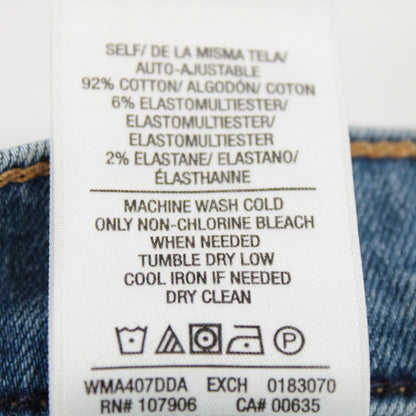 SELF/ DE LA MISMA TELA/
AUTO-AJUSTABLE
92% COTTON/ ALGODÓN/ COTON
6% ELASTOMULTIESTER/
ELASTOMULTIESTER/
ELASTOMULTIESTER
2% ELASTANE/ ELASTANO/
ÉLASTHANNE
MACHINE WASH COLD
ONLY NON-CHLORINE BLEACH
WHEN NEEDED
TUMBLE DRY LOW
COOL IRON IF NEEDED
DRY CLEAN
P
WMA407DDA EXCH 0183070
RN# 107906 CA# 00635